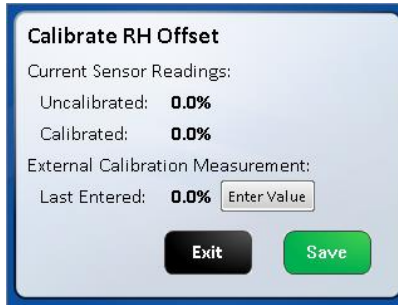 Calibrate RH Offset
Current Sensor Readings:
Uncalibrated: 0.0%
Calibrated: 0.0%
External Calibration Measurement:
Last Entered: 0.0% Enter Value
Exit Save